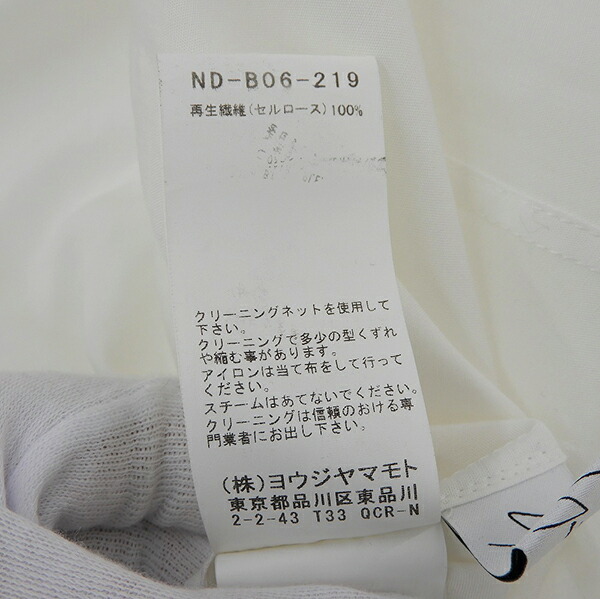 ND-B06-219
再生繊維(セルロース)100%
クリーニングネットを使用して
下さい。
クリーニングで多少の型くずれ
や縮む事があります。
アイロンは当て布をして行って
ください。
スチームはあてないでください。
クリーニングは信頼のおける専
門業者にお出し下さい。
(株)ヨウジヤマモト
東京都品川区東品川
2-2-43 T33 QCR-N